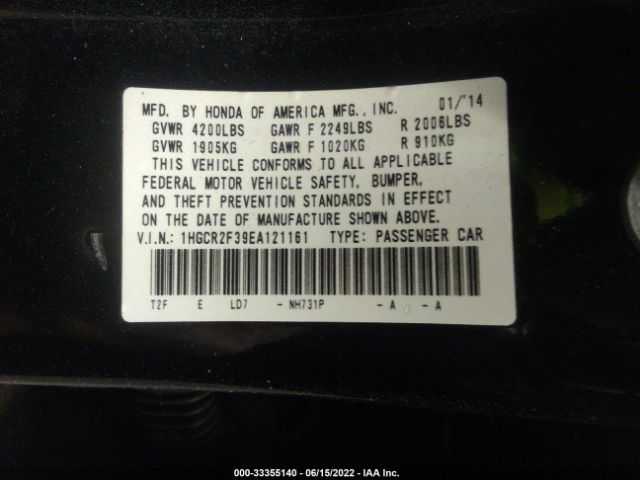 MFD. BY HONDA OF AMERICA MFG., INC. 01/'14
GVWR 4200LBS GAWR F 2249LBS R 2006LBS
GVWR 1905KG GAWR F 1020KG R 910KG
THIS VEHICLE CONFORMS TO ALL APPLICABLE
FEDERAL MOTOR VEHICLE SAFETY, BUMPER,
AND THEFT PREVENTION STANDARDS IN EFFECT
ON THE DATE OF MANUFACTURE SHOWN ABOVE.
V.I.N.: 1HGCR2F39EA121161 TYPE: PASSENGER CAR
T2F E LD7 - NH731P - A - A
000-33355140 - 06/15/2022 - IAA Inc.